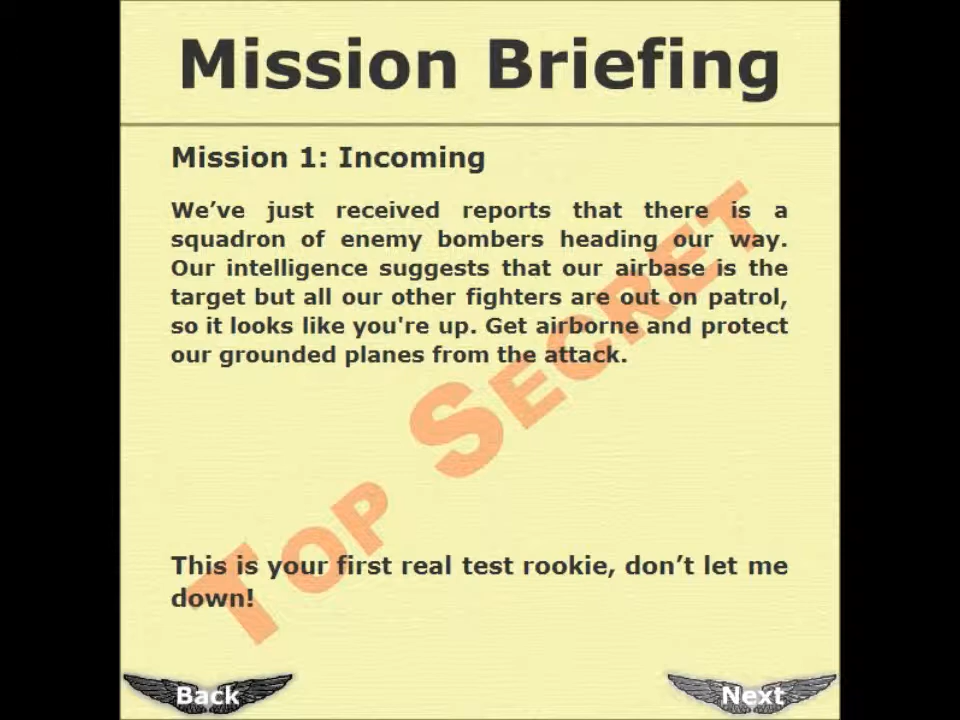 Mission Briefing
Mission 1: Incoming
We’ve just received reports that there is a
squadron of enemy bombers heading our way.
Our intelligence suggests that our airbase is the
target but all our other fighters are out on patrol,
so it looks like you're up. Get airborne and protect
our grounded planes from the attack.
TOP SECRET
This is your first real test rookie, don’t let me
down!
Back
Next